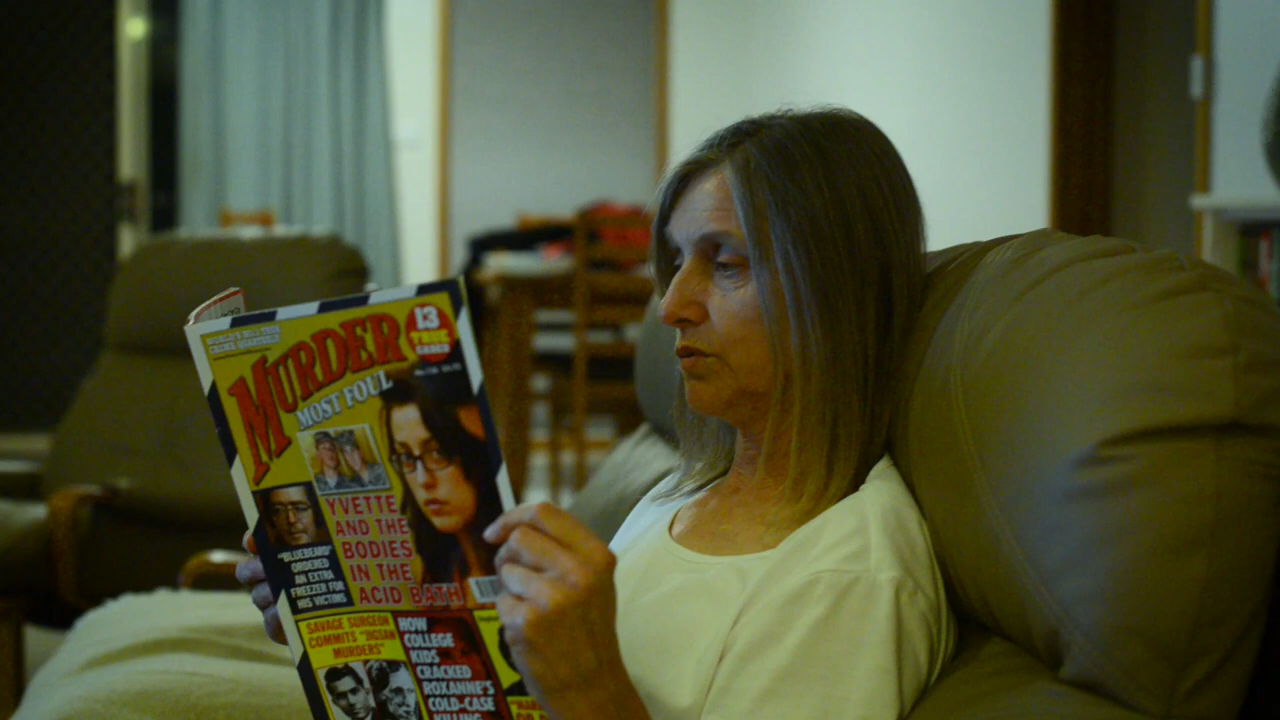 MURDER
MOST FOUL
13
TRUE
CASES
YVETTE
AND THE
BODIES
IN THE
ACID BATH
"BLUEBEARD"
ORDERED
AN EXTRA
FREEZER FOR
HIS VICTIMS
SAVAGE SURGEON
COMMITS "JIGSAW
MURDERS"
HOW
COLLEGE
KIDS
CRACKED
ROXANNE'S
COLD-CASE
KILLING